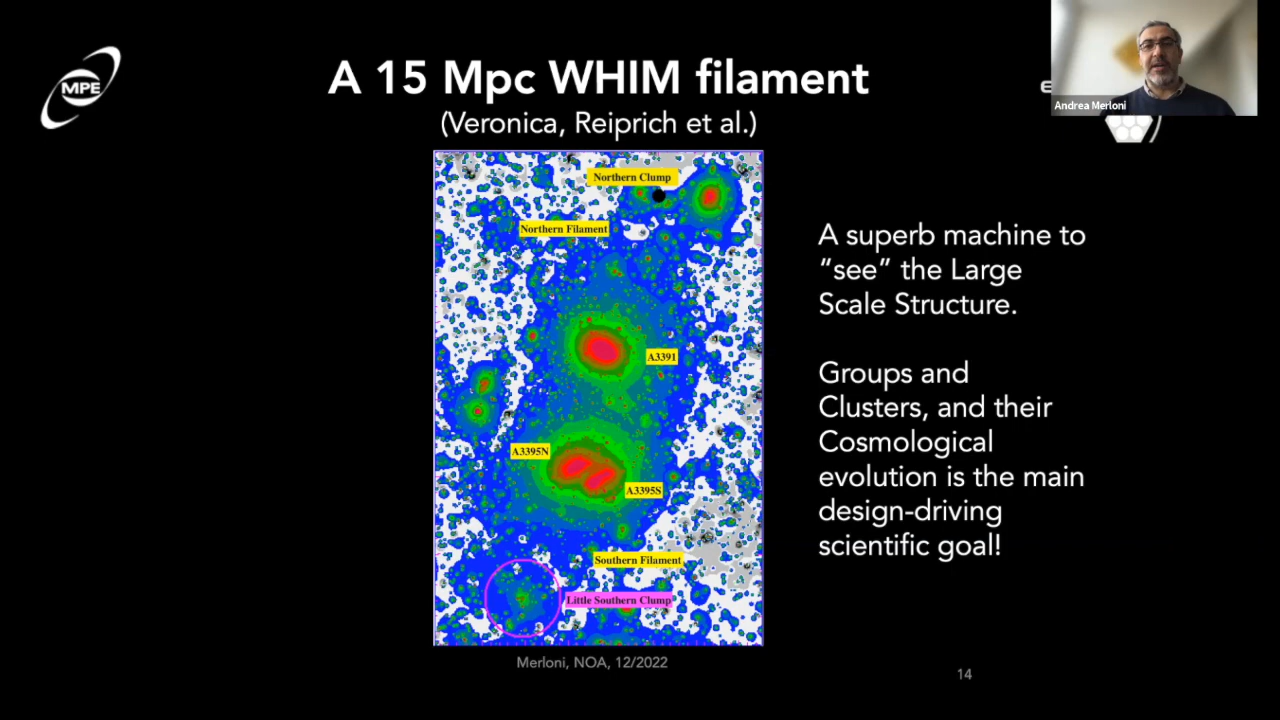 MPE
A 15 Mpc WHIM filament
(Veronica, Reiprich et al.)
Andrea Merloni
Northern Clump
Northern Filament
A3391
A3395N
A3395S
Southern Filament
Little Southern Clump
A superb machine to
“see” the Large
Scale Structure.
Groups and
Clusters, and their
Cosmological
evolution is the main
design-driving
scientific goal!
Merloni, NOA, 12/2022
14